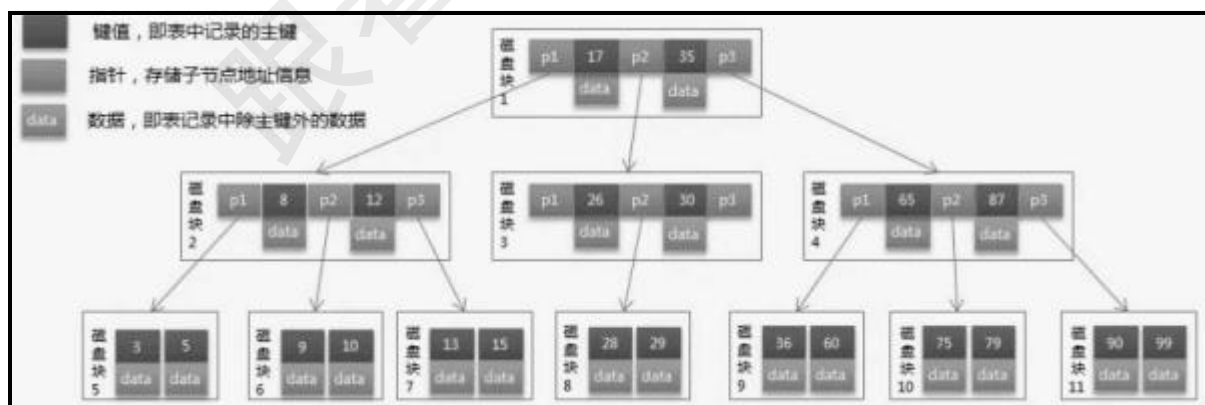 键值，即表中记录的主键
指针，存储子节点地址信息
data 数据，即表记录中除主键外的数据
磁盘块1 p1 17 p2 35 p3
data data
磁盘块2 p1 8 p2 12 p3
data data
磁盘块3 p1 26 p2 30 p3
data data
磁盘块4 p1 65 p2 87 p3
data data
磁盘块5 3 5
data data
磁盘块6 9 10
data data
磁盘块7 13 15
data data
磁盘块8 28 29
data data
磁盘块9 36 60
data data
磁盘块10 75 79
data data
磁盘块11 90 99
data data